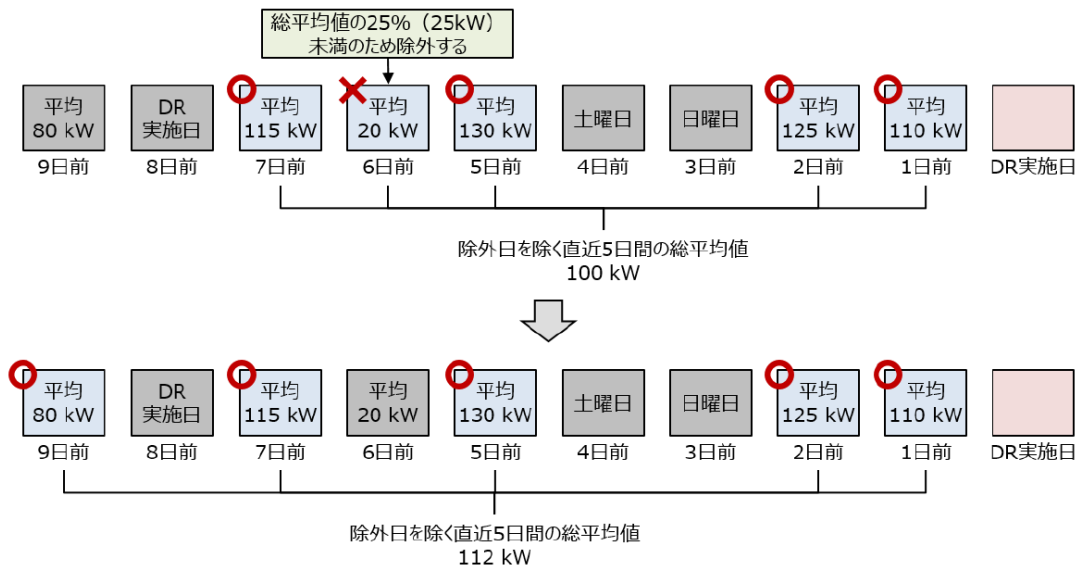 総平均値の25%（25kW）
未満のため除外する
平均
80 kW
DR
実施日
平均
115 kW
平均
20 kW
平均
130 kW
土曜日
日曜日
平均
125 kW
平均
110 kW
9日前
8日前
7日前
6日前
5日前
4日前
3日前
2日前
1日前
DR実施日
除外日を除く直近5日間の総平均値
100 kW
平均
80 kW
DR
実施日
平均
115 kW
平均
20 kW
平均
130 kW
土曜日
日曜日
平均
125 kW
平均
110 kW
9日前
8日前
7日前
6日前
5日前
4日前
3日前
2日前
1日前
DR実施日
除外日を除く直近5日間の総平均値
112 kW